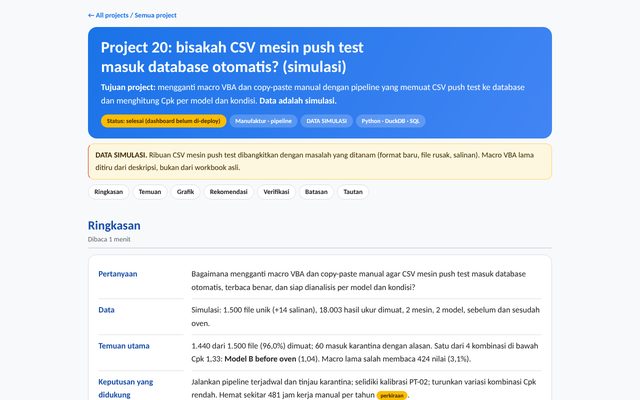 ← All projects / Semua project
Project 20: bisakah CSV mesin push test
masuk database otomatis? (simulasi)
Tujuan project: mengganti macro VBA dan copy-paste manual dengan pipeline yang memuat CSV push test ke database
dan menghitung Cpk per model dan kondisi. Data adalah simulasi.
Status: selesai (dashboard belum di-deploy) Manufaktur · pipeline DATA SIMULASI Python · DuckDB · SQL
DATA SIMULASI. Ribuan CSV mesin push test dibangkitkan dengan masalah yang ditanam (format baru, file rusak, salinan). Macro VBA lama
ditiru dari deskripsi, bukan dari workbook asli.
Ringkasan Temuan Grafik Rekomendasi Verifikasi Batasan Tautan
Ringkasan
Dibaca 1 menit
Pertanyaan Bagaimana mengganti macro VBA dan copy-paste manual agar CSV mesin push test masuk database
otomatis, terbaca benar, dan siap dianalisis per model dan kondisi?
Data Simulasi: 1.500 file unik (+14 salinan), 18.003 hasil ukur dimuat, 2 mesin, 2 model, sebelum dan sesudah
oven.
Temuan utama 1.440 dari 1.500 file (96,0%) dimuat; 60 masuk karantina dengan alasan. Satu dari 4 kombinasi di bawah
Cpk 1,33: Model B before oven (1,04). Macro lama salah membaca 424 nilai (3,1%).
Keputusan yang Jalankan pipeline terjadwal dan tinjau karantina; selidiki kalibrasi PT-02; turunkan variasi kombinasi Cpk
didukung rendah. Hemat sekitar 481 jam kerja manual per tahun perkiraan .